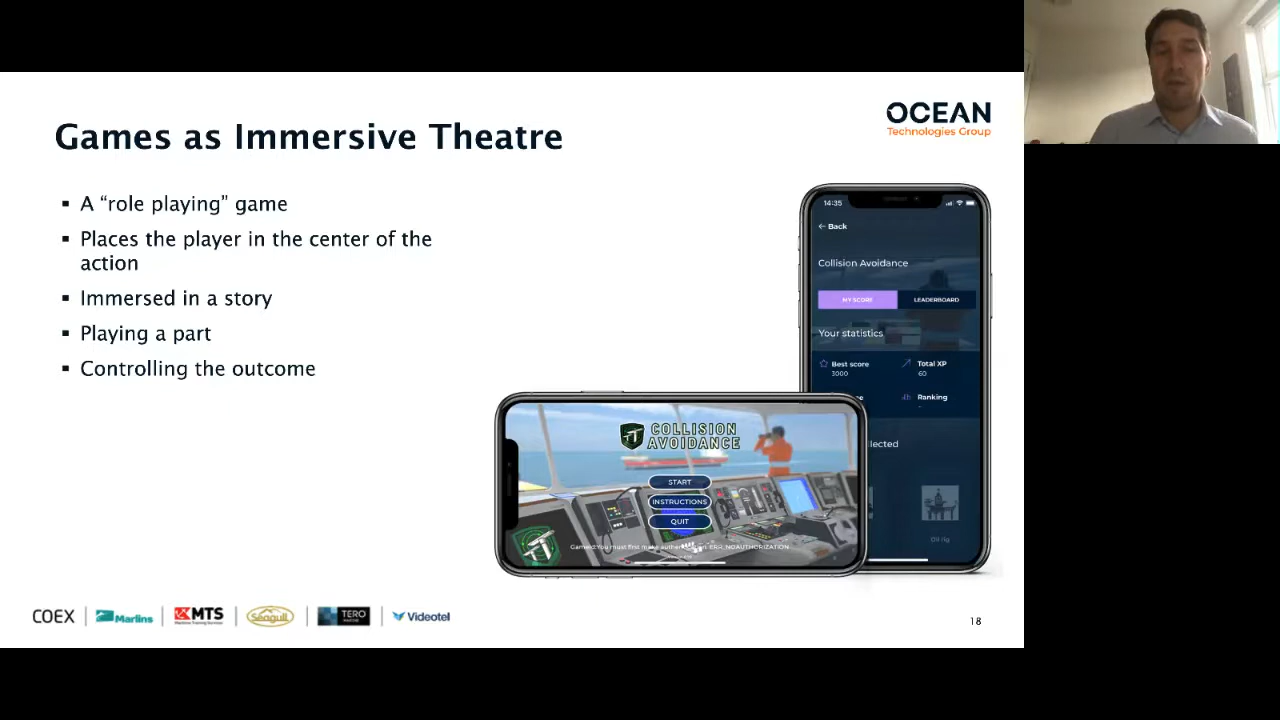 Games as Immersive Theatre
OCEAN
Technologies Group
A “role playing” game
Places the player in the center of the
action
Immersed in a story
Playing a part
Controlling the outcome
14:35
Back
Collision Avoidance
MY SCORE LEADERBOARD
Your statistics
Best score Total XP
3000 60
Ranking
-
lected
Oil rig
COLLISION
AVOIDANCE
START
INSTRUCTIONS
QUIT
ERR_NOAUTHORIZATION
COEX
Marlins
MTS
Seagull
TERO
Videotel
18